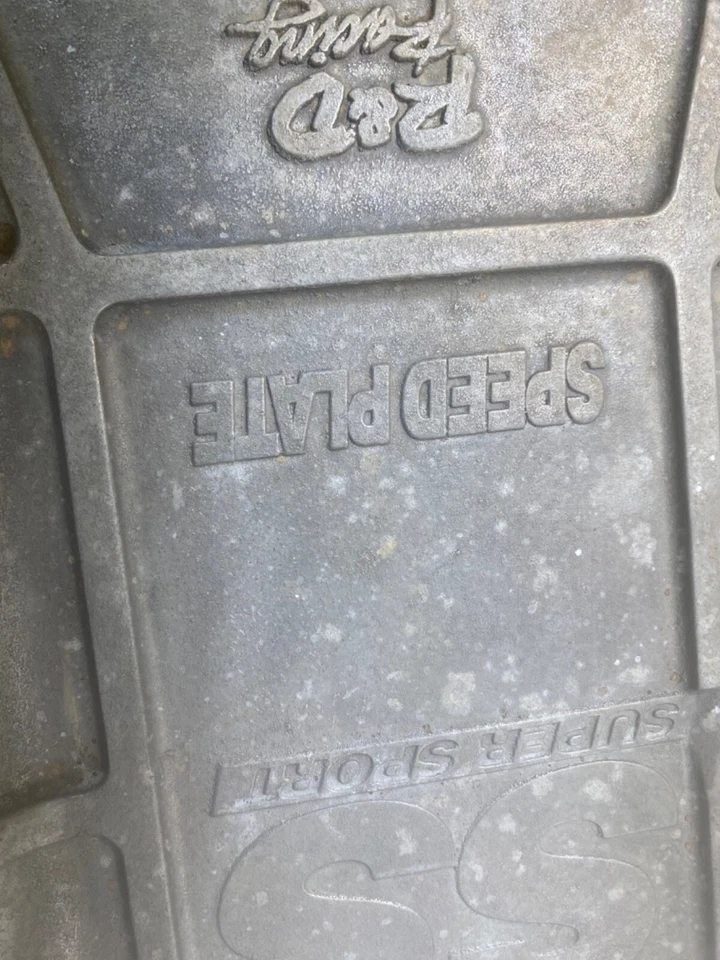 SS
SUPER SPORT
SPEED PLATE
R&D
Racing